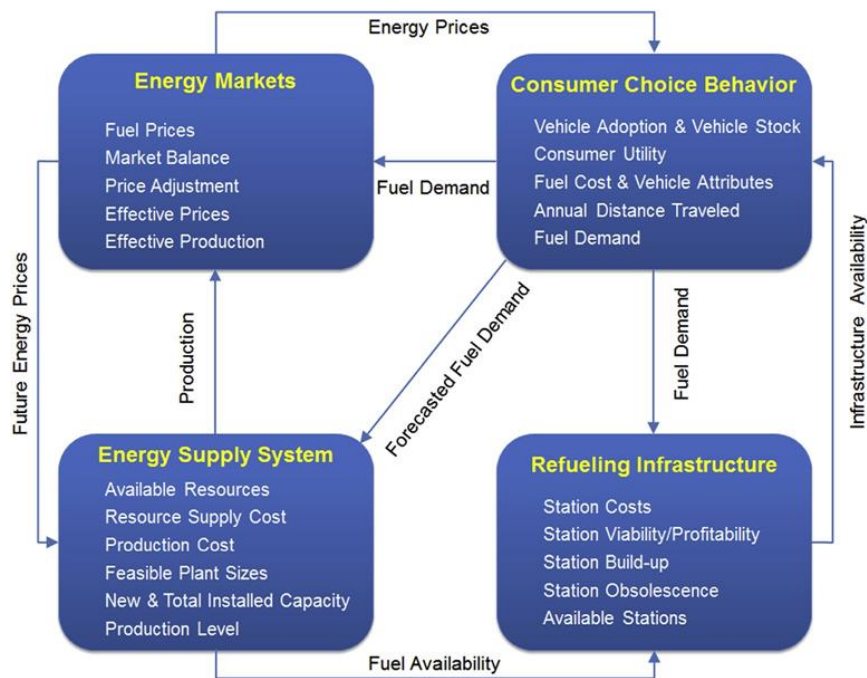 Energy Prices
Energy Markets
Fuel Prices
Market Balance
Price Adjustment
Effective Prices
Effective Production
Consumer Choice Behavior
Vehicle Adoption & Vehicle Stock
Consumer Utility
Fuel Cost & Vehicle Attributes
Annual Distance Traveled
Fuel Demand
Fuel Demand
Future Energy Prices
Production
Forecasted Fuel Demand
Fuel Demand
Infrastructure Availability
Energy Supply System
Available Resources
Resource Supply Cost
Production Cost
Feasible Plant Sizes
New & Total Installed Capacity
Production Level
Refueling Infrastructure
Station Costs
Station Viability/Profitability
Station Build-up
Station Obsolescence
Available Stations
Fuel Availability